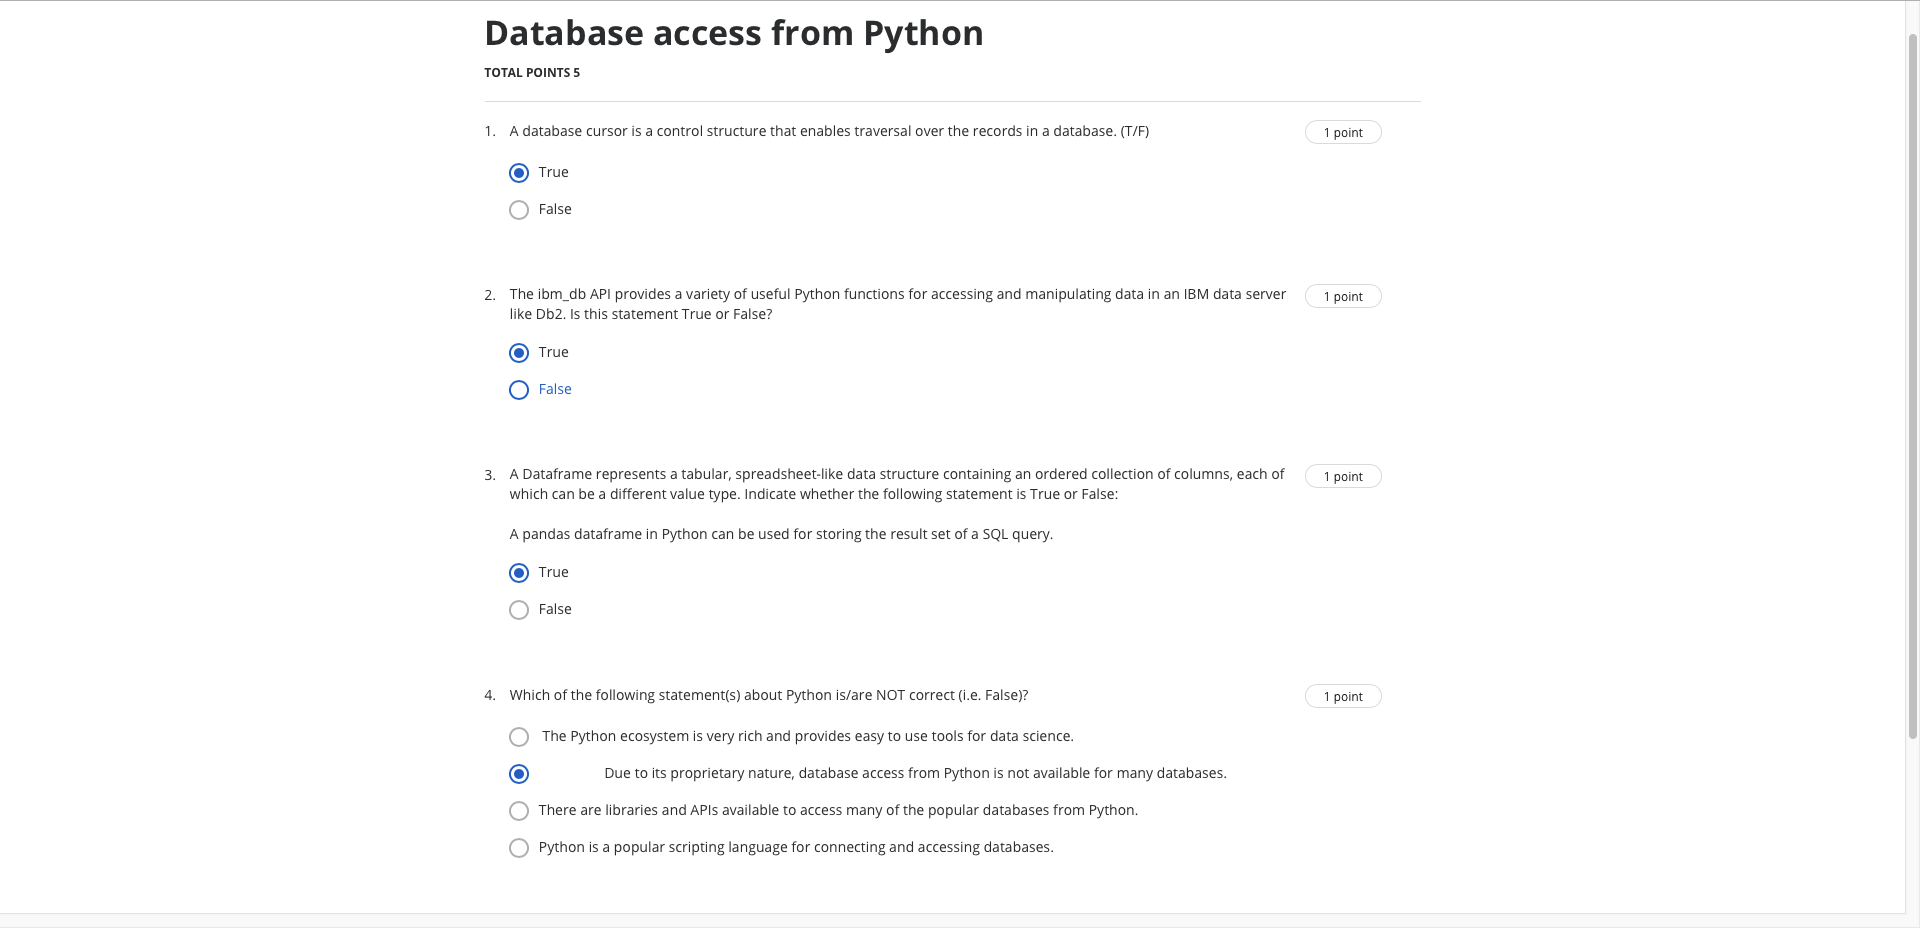 Database access from Python
TOTAL POINTS 5
1. A database cursor is a control structure that enables traversal over the records in a database. (T/F)
1 point
True
False
2. The ibm_db API provides a variety of useful Python functions for accessing and manipulating data in an IBM data server
like Db2. Is this statement True or False?
1 point
True
False
3. A Dataframe represents a tabular, spreadsheet-like data structure containing an ordered collection of columns, each of
which can be a different value type. Indicate whether the following statement is True or False:
1 point
A pandas dataframe in Python can be used for storing the result set of a SQL query.
True
False
4. Which of the following statement(s) about Python is/are NOT correct (i.e. False)?
1 point
The Python ecosystem is very rich and provides easy to use tools for data science.
Due to its proprietary nature, database access from Python is not available for many databases.
There are libraries and APIs available to access many of the popular databases from Python.
Python is a popular scripting language for connecting and accessing databases.